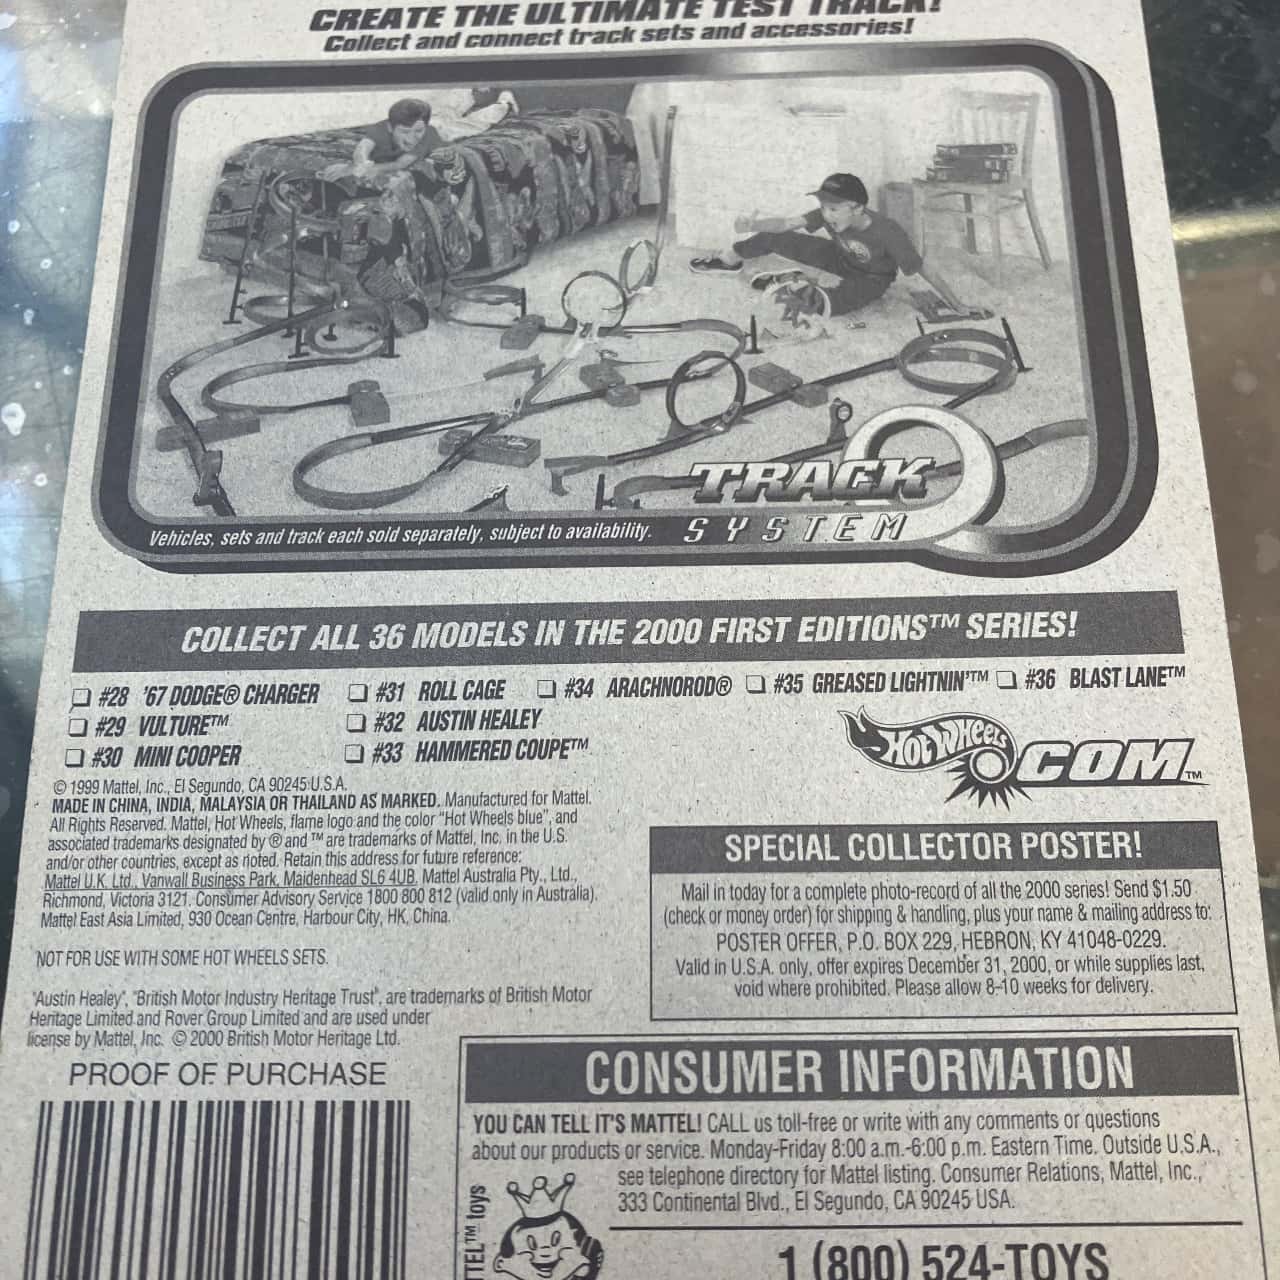 CREATE THE ULTIMATE TEST TRACK!
Collect and connect track sets and accessories!
TRACK
SYSTEM
Vehicles, sets and track each sold separately, subject to availability.
COLLECT ALL 36 MODELS IN THE 2000 FIRST EDITIONS™ SERIES!
#28 '67 DODGE® CHARGER
#29 VULTURE™
#30 MINI COOPER
#31 ROLL CAGE
#32 AUSTIN HEALEY
#33 HAMMERED COUPE™
#34 ARACHNOROD®
#35 GREASED LIGHTNIN'™
#36 BLAST LANE™
Hot Wheels
.COM™
© 1999 Mattel, Inc., El Segundo, CA 90245 U.S.A.
MADE IN CHINA, INDIA, MALAYSIA OR THAILAND AS MARKED. Manufactured for Mattel.
All Rights Reserved. Mattel, Hot Wheels, flame logo and the color "Hot Wheels blue", and
associated trademarks designated by ® and ™ are trademarks of Mattel, Inc. in the U.S.
and/or other countries, except as noted. Retain this address for future reference:
Mattel U.K. Ltd., Vanwall Business Park, Maidenhead SL6 4UB. Mattel Australia Pty., Ltd.,
Richmond, Victoria 3121. Consumer Advisory Service 1800 800 812 (valid only in Australia).
Mattel East Asia Limited, 930 Ocean Centre, Harbour City, HK, China.
NOT FOR USE WITH SOME HOT WHEELS SETS.
"Austin Healey", "British Motor Industry Heritage Trust", are trademarks of British Motor
Heritage Limited and Rover Group Limited and are used under
license by Mattel, Inc. © 2000 British Motor Heritage Ltd.
PROOF OF PURCHASE
SPECIAL COLLECTOR POSTER!
Mail in today for a complete photo-record of all the 2000 series! Send $1.50
(check or money order) for shipping & handling, plus your name & mailing address to:
POSTER OFFER, P.O. BOX 229, HEBRON, KY 41048-0229.
Valid in U.S.A. only, offer expires December 31, 2000, or while supplies last,
void where prohibited. Please allow 8-10 weeks for delivery.
CONSUMER INFORMATION
YOU CAN TELL IT'S MATTEL! CALL us toll-free or write with any comments or questions
about our products or service. Monday-Friday 8:00 a.m.-6:00 p.m. Eastern Time. Outside U.S.A.,
see telephone directory for Mattel listing. Consumer Relations, Mattel, Inc.,
333 Continental Blvd., El Segundo, CA 90245 USA.
1 (800) 524-TOYS
TEL™ toys